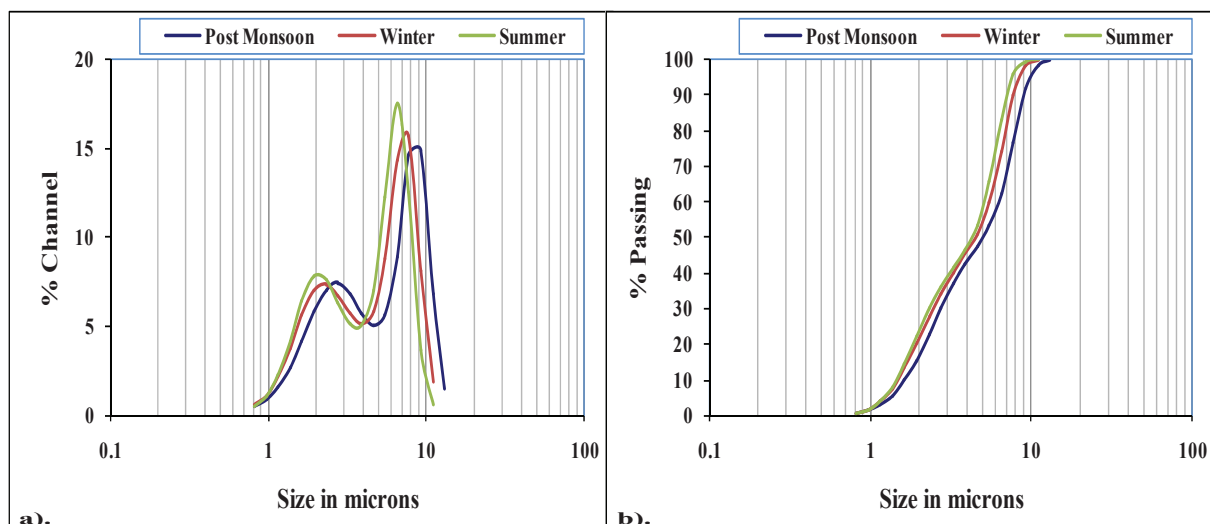 Post Monsoon Winter Summer
20
15
10
5
0
% Channel
0.1 1 10 100
Size in microns
a).
Post Monsoon Winter Summer
100
90
80
70
60
50
40
30
20
10
0
% Passing
0.1 1 10 100
Size in microns
b).